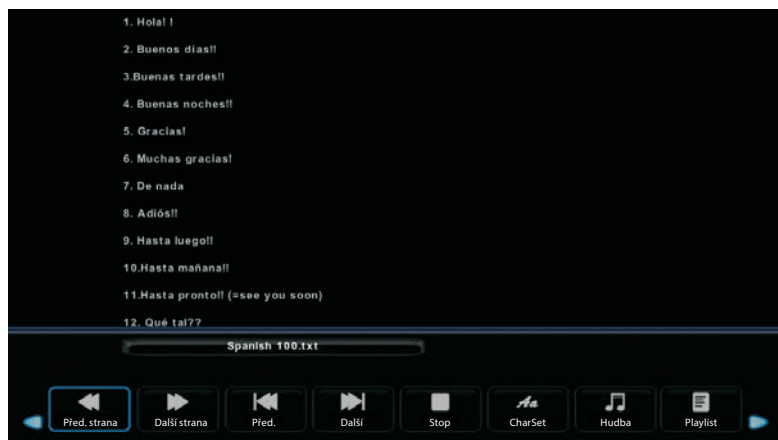 1. Hola! !
2. Buenos días!!
3.Buenas tardes!!
4. Buenas noches!!
5. Gracias!
6. Muchas gracias!
7. De nada
8. Adiós!!
9. Hasta luego!!
10.Hasta mañana!!
11.Hasta pronto!! (=see you soon)
12. Qué tal??
Spanish 100.txt
Před. strana Další strana Před. Další Stop Aa CharSet Hudba Playlist